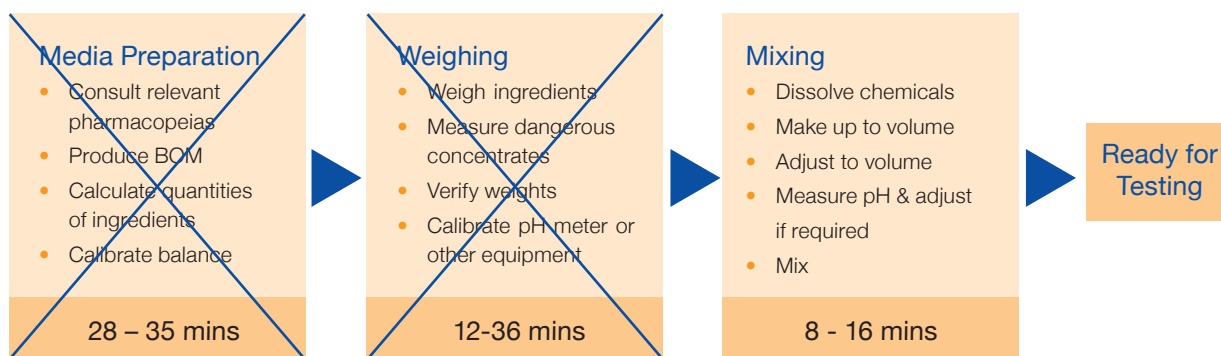 Media Preparation
• Consult relevant
pharmacopeias
• Produce BOM
• Calculate quantities
of ingredients
• Calibrate balance
28 – 35 mins
Weighing
• Weigh ingredients
• Measure dangerous
concentrates
• Verify weights
• Calibrate pH meter or
other equipment
12-36 mins
Mixing
• Dissolve chemicals
• Make up to volume
• Adjust to volume
• Measure pH & adjust
if required
• Mix
8 - 16 mins
Ready for
Testing